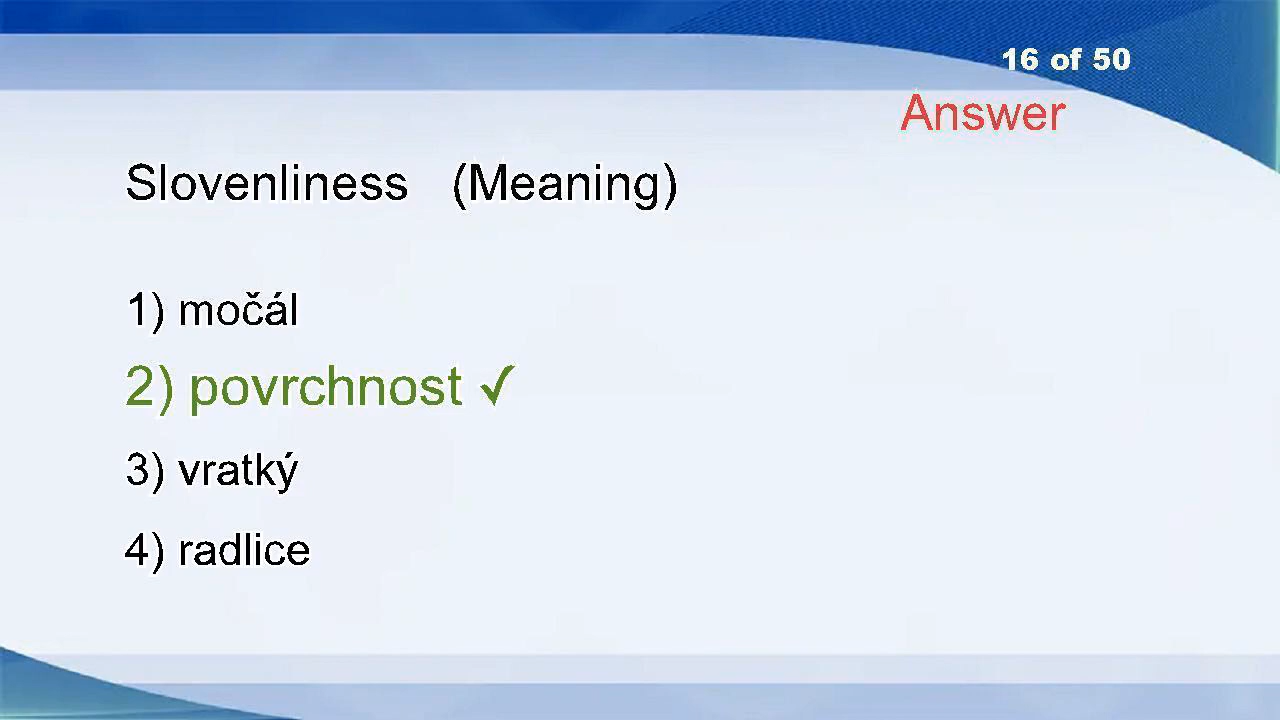 16 of 50
Answer
Slovenliness (Meaning)
1) močál
2) povrchnost ✓
3) vratký
4) radlice